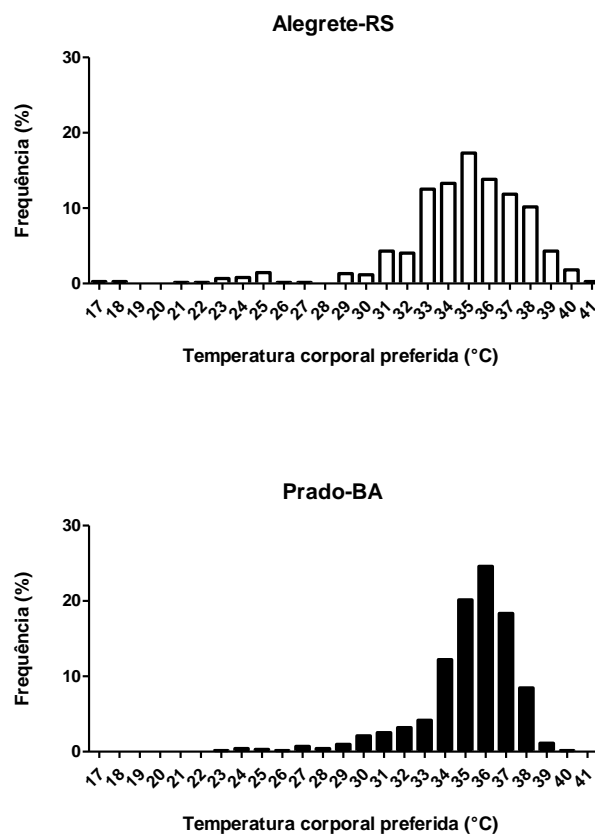 Alegrete-RS
30
20
10
0
Frequência (%)
17 18 19 20 21 22 23 24 25 26 27 28 29 30 31 32 33 34 35 36 37 38 39 40 41
Temperatura corporal preferida (°C)
Prado-BA
30
20
10
0
Frequência (%)
17 18 19 20 21 22 23 24 25 26 27 28 29 30 31 32 33 34 35 36 37 38 39 40 41
Temperatura corporal preferida (°C)